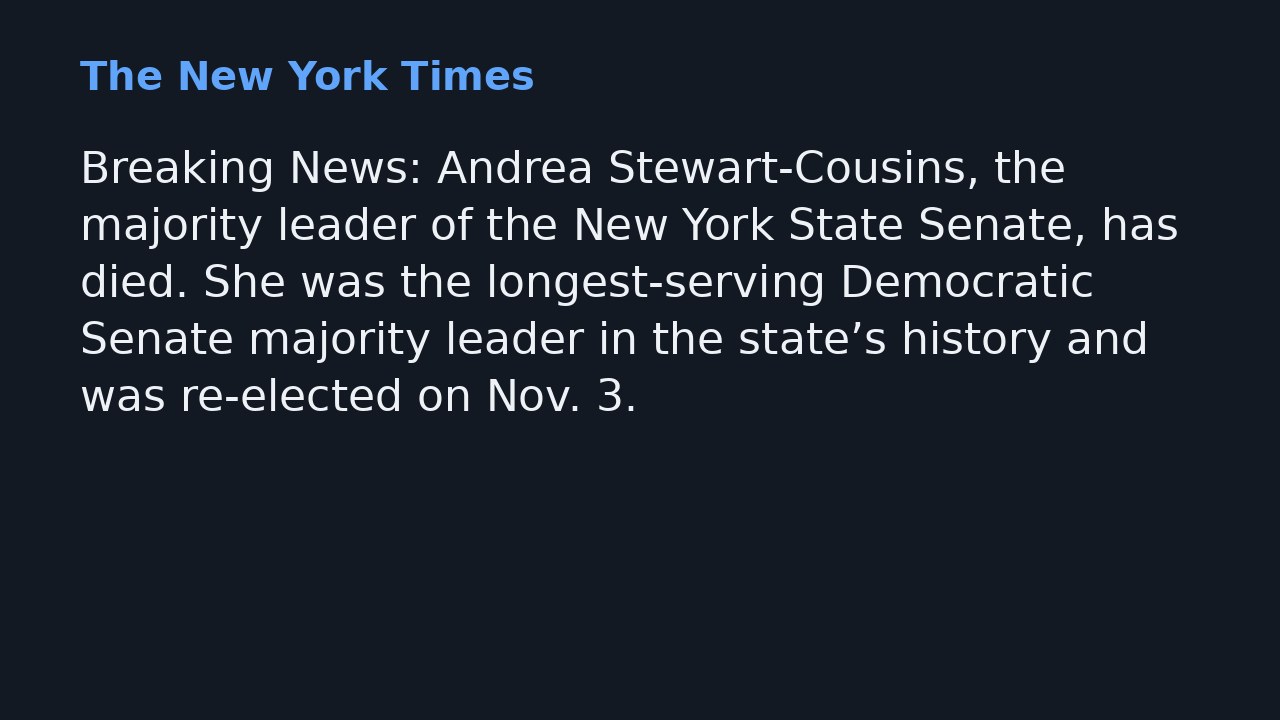 The New York Times
Breaking News: Andrea Stewart-Cousins, the
majority leader of the New York State Senate, has
died. She was the longest-serving Democratic
Senate majority leader in the state’s history and
was re-elected on Nov. 3.